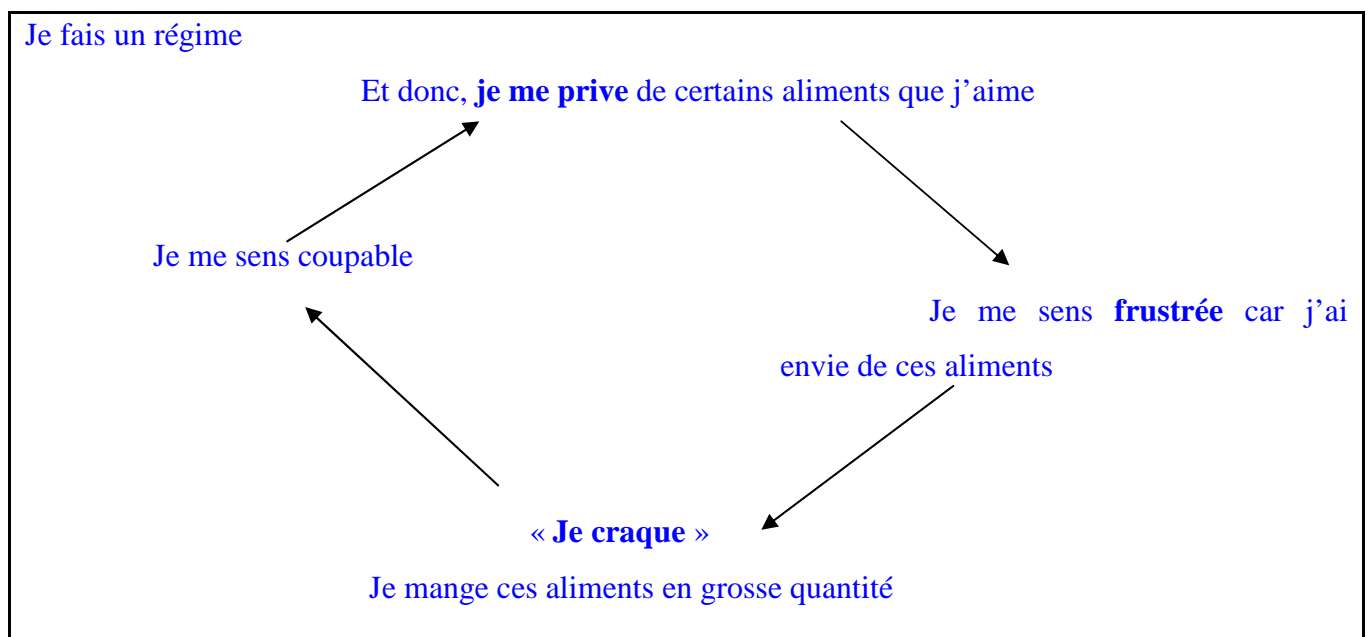 Je fais un régime
Et donc, je me prive de certains aliments que j’aime
Je me sens coupable
Je me sens frustrée car j’ai
envie de ces aliments
« Je craque »
Je mange ces aliments en grosse quantité